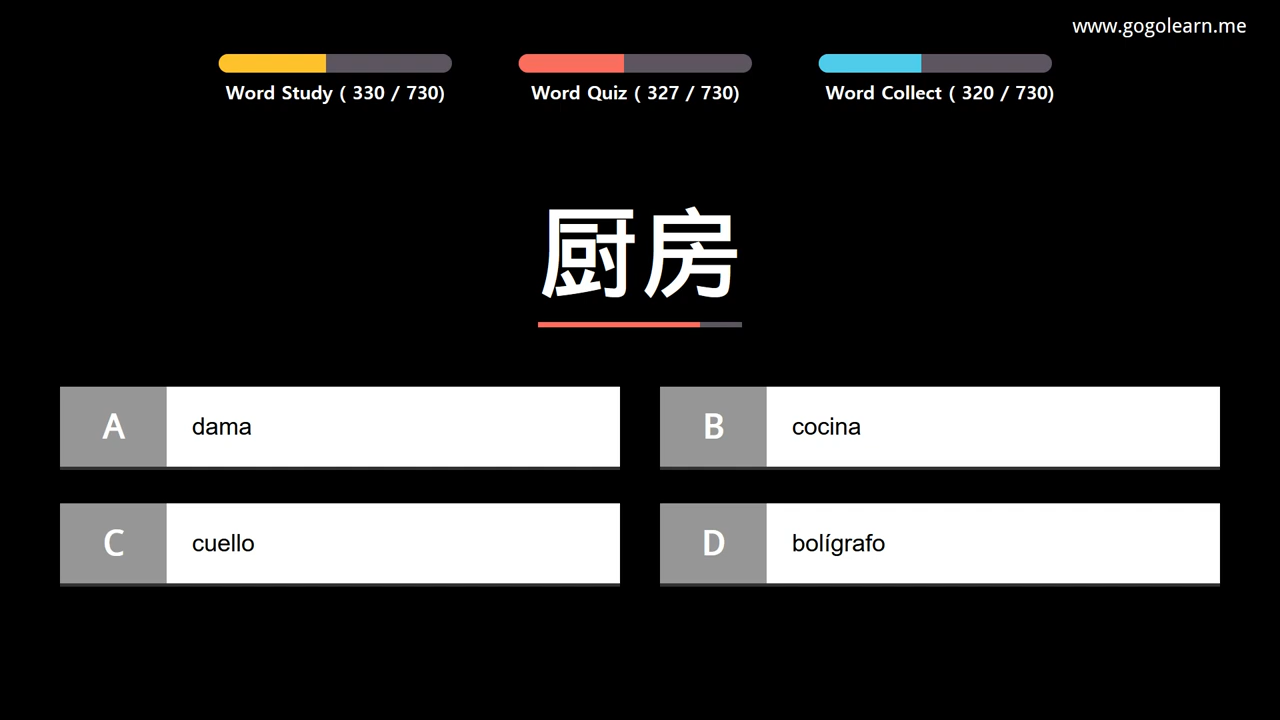 www.gogolearn.me
Word Study ( 330 / 730)
Word Quiz ( 327 / 730)
Word Collect ( 320 / 730)
厨房
A dama
B cocina
C cuello
D bolígrafo